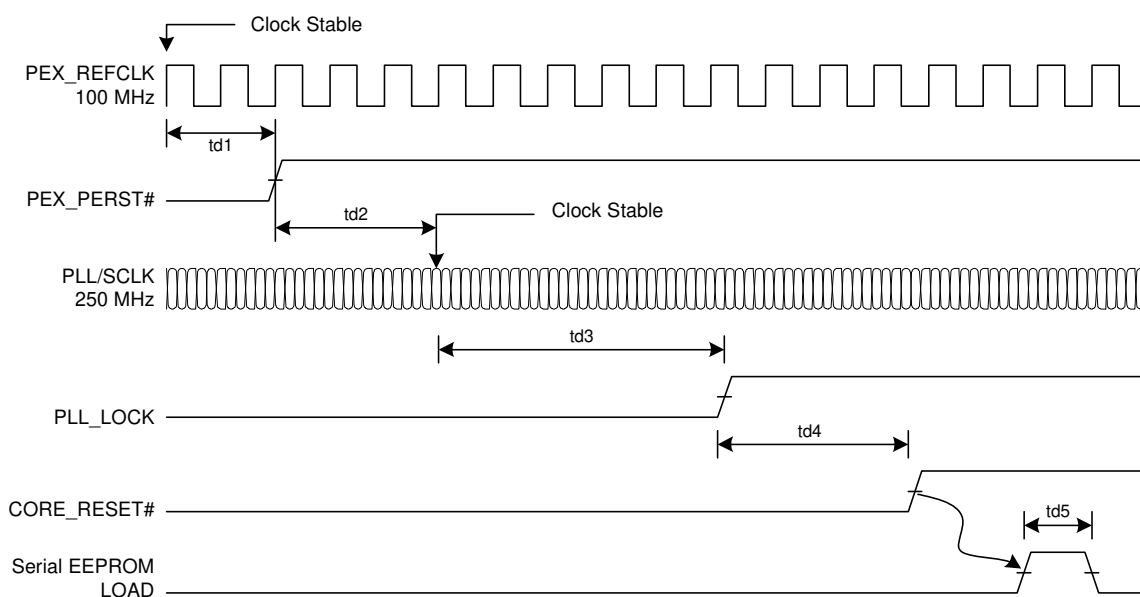 Clock Stable
PEX_REFCLK
100 MHz
td1
PEX_PERST#
td2
Clock Stable
PLL/SCLK
250 MHz
td3
PLL_LOCK
td4
CORE_RESET#
td5
Serial EEPROM
LOAD